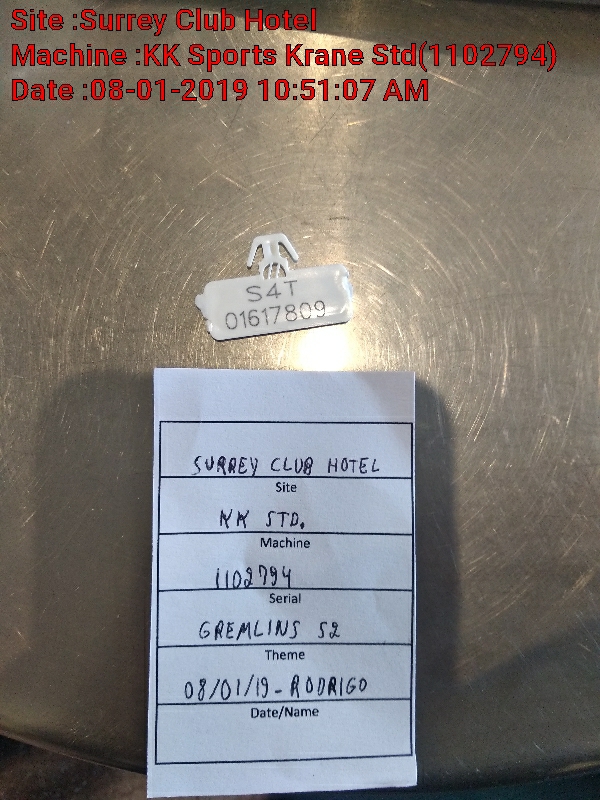 Site :Surrey Club Hotel
Machine :KK Sports Krane Std(1102794)
Date :08-01-2019 10:51:07 AM
S4T
01617809
SURREY CLUB HOTEL
Site
KK STD.
Machine
1102794
Serial
GREMLINS S2
Theme
08/01/19-RODRIGO
Date/Name